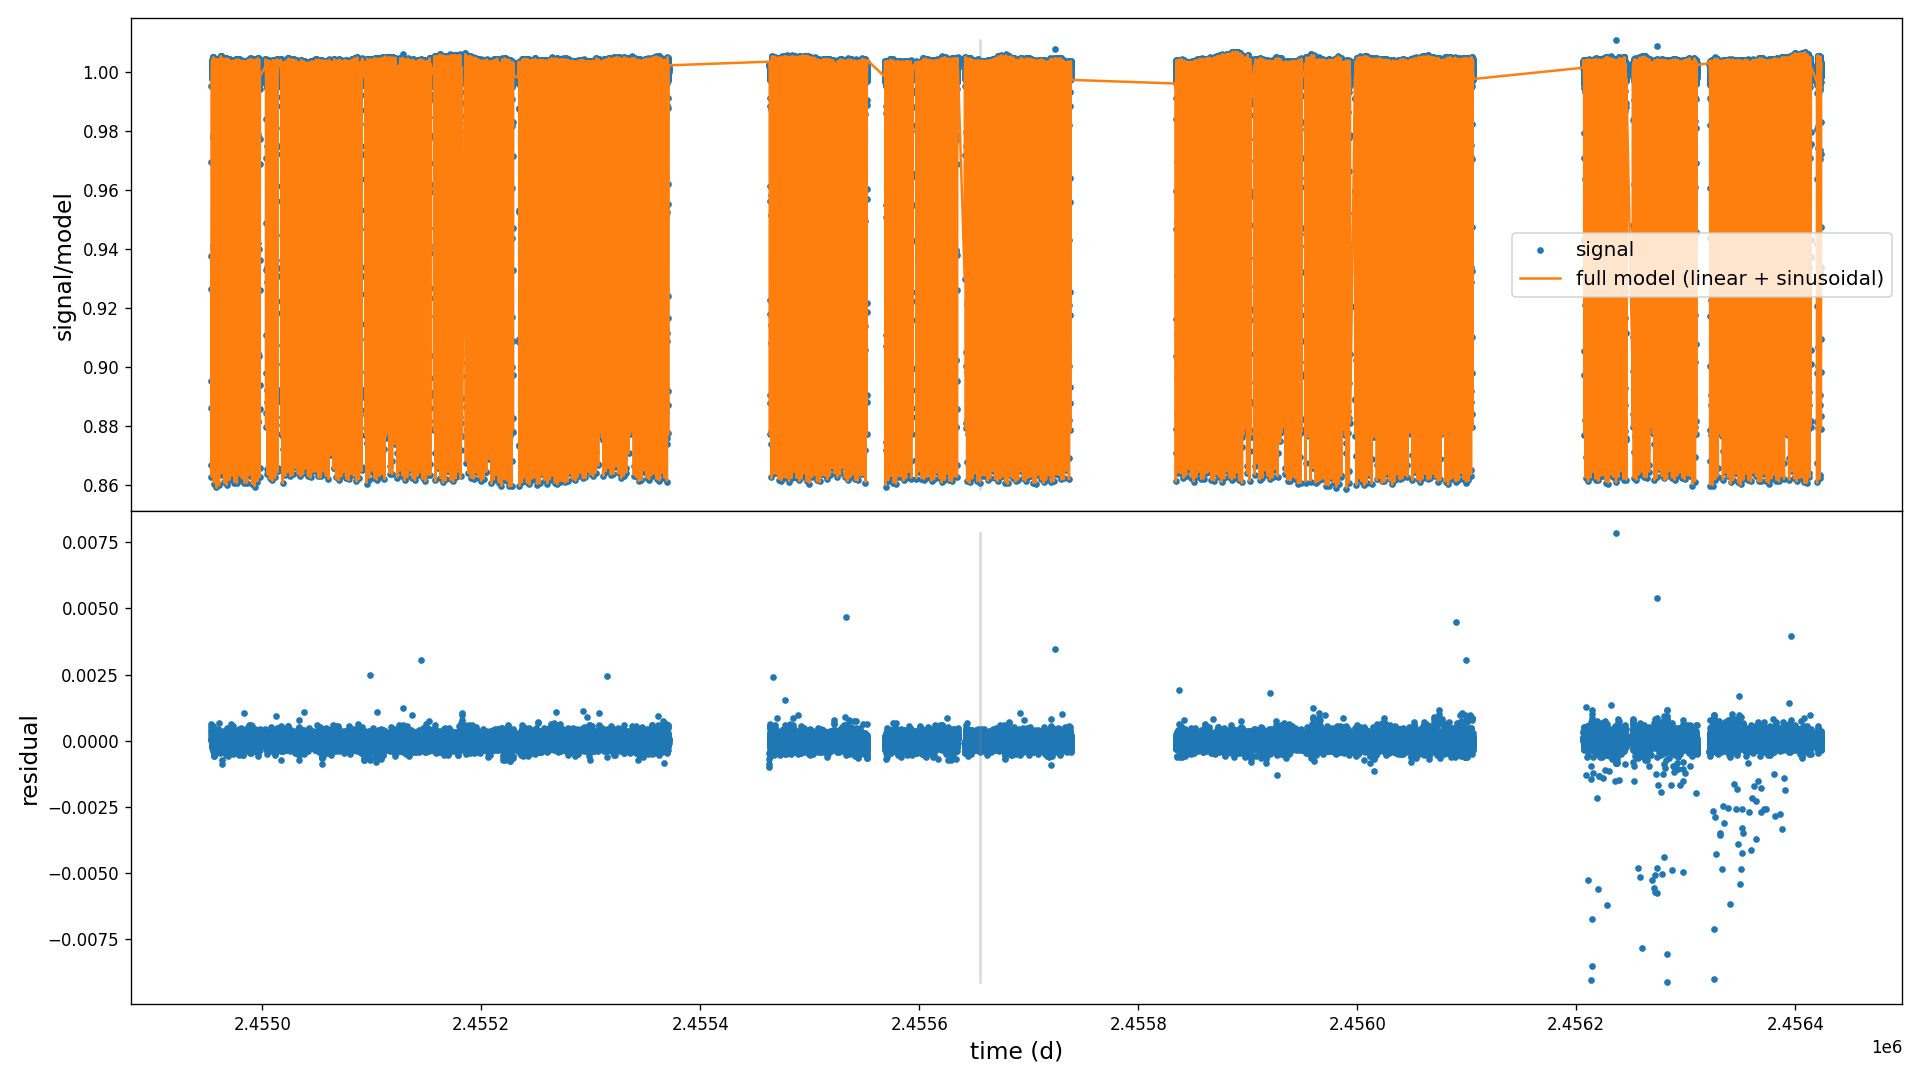 1.00
0.98
0.96
0.94
0.92
0.90
0.88
0.86
signal/model
signal
full model (linear + sinusoidal)
0.0075
0.0050
0.0025
0.0000
−0.0025
−0.0050
−0.0075
residual
2.4550 2.4552 2.4554 2.4556 2.4558 2.4560 2.4562 2.4564
1e6
time (d)